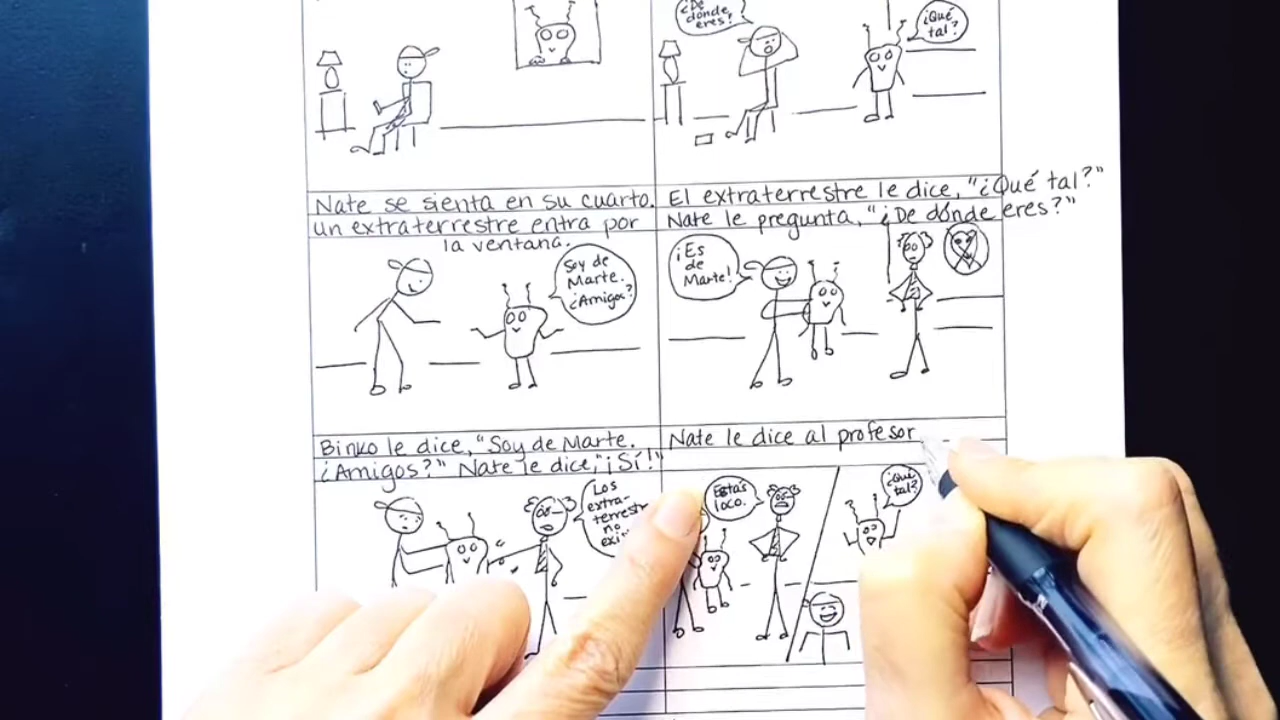 ¿De
dónde
eres?
¿Qué
tal?
Nate se sienta en su cuarto.
un extraterrestre entra por
la ventana.
El extraterrestre le dice, "¿Qué tal?"
Nate le pregunta, "¿De dónde eres?"
Soy de
Marte.
¿Amigos?
¡Es
de
Marte!
Binko le dice, "Soy de Marte.
¿Amigos?" Nate le dice, "¡Sí!"
Nate le dice al profesor
Los
extra-
terrestr
no
Estás
loco.
¿Qué
tal?